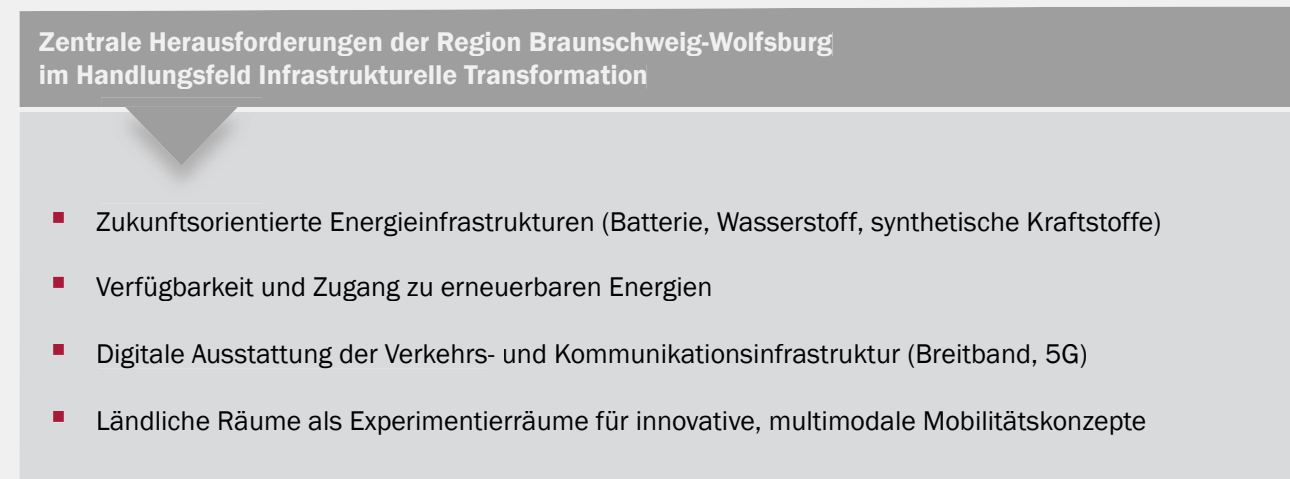 Zentrale Herausforderungen der Region Braunschweig-Wolfsburg
im Handlungsfeld Infrastrukturelle Transformation
▪ Zukunftsorientierte Energieinfrastrukturen (Batterie, Wasserstoff, synthetische Kraftstoffe)
▪ Verfügbarkeit und Zugang zu erneuerbaren Energien
▪ Digitale Ausstattung der Verkehrs- und Kommunikationsinfrastruktur (Breitband, 5G)
▪ Ländliche Räume als Experimentierräume für innovative, multimodale Mobilitätskonzepte